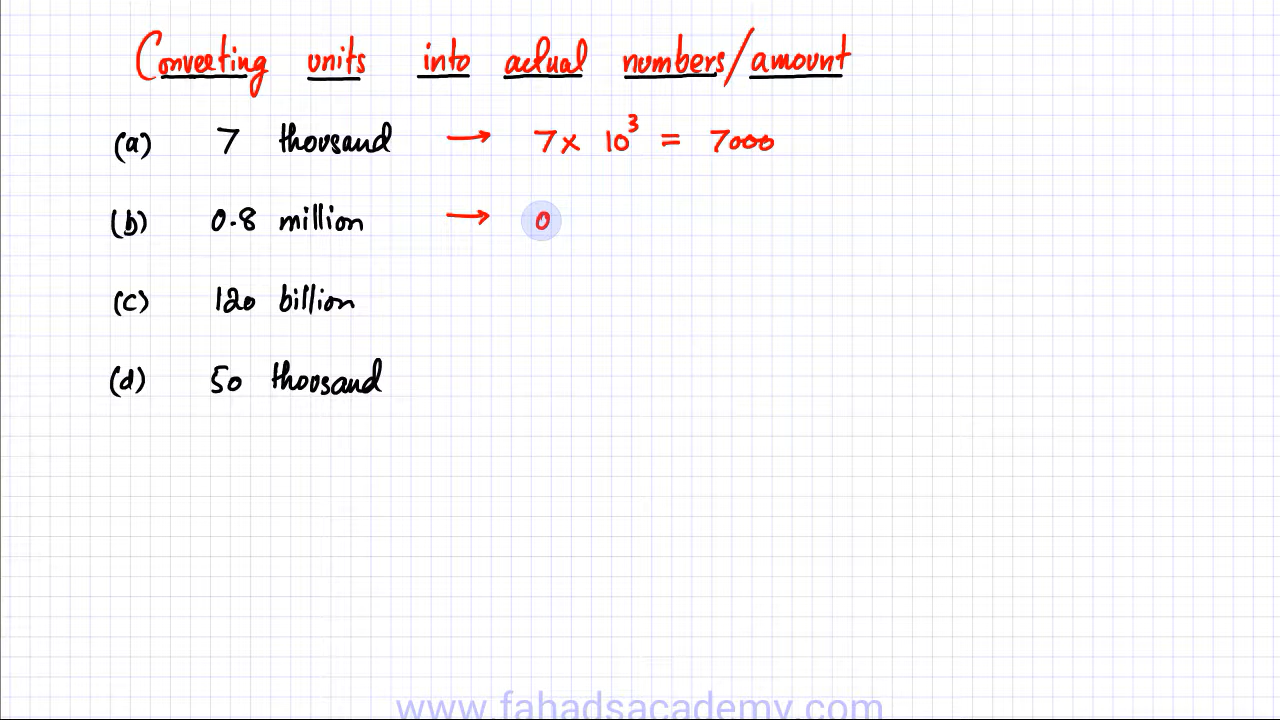 Converting units into actual numbers/amount
(a) 7 thousand → 7 × 10³ = 7000
(b) 0.8 million → 0
(c) 120 billion
(d) 50 thousand
www.fahadsacademy.com